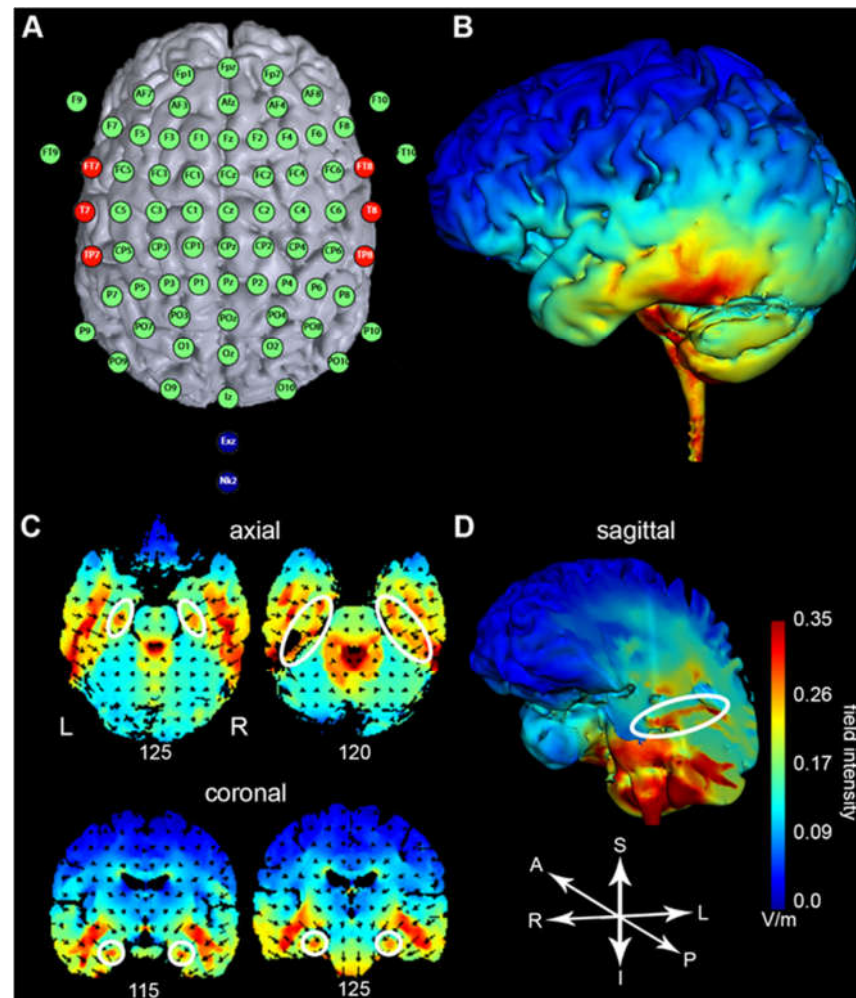 A
B
Fp1 Fpz Fp2
F9 AF7 AF3 Afz AF4 AF8 F10
F7 F5 F3 F1 Fz F2 F4 F6 F8
FT9 FT7 FC5 FC3 FC1 FCz FC2 FC4 FC6 FT8 FT10
T7 C5 C3 C1 Cz C2 C4 C6 T8
TP7 CP5 CP3 CP1 CPz CP2 CP4 CP6 TP8
P7 P5 P3 P1 Pz P2 P4 P6 P8
P9 PO7 PO3 POz PO4 PO8 P10
PO9 O1 Oz O2 PO10
O9 Iz O10
Exz
Nk2
C
axial
L
R
125
120
coronal
115
125
D
sagittal
0.35
0.26
0.17
0.09
0.0
V/m
field intensity
S
A
R
L
P
I